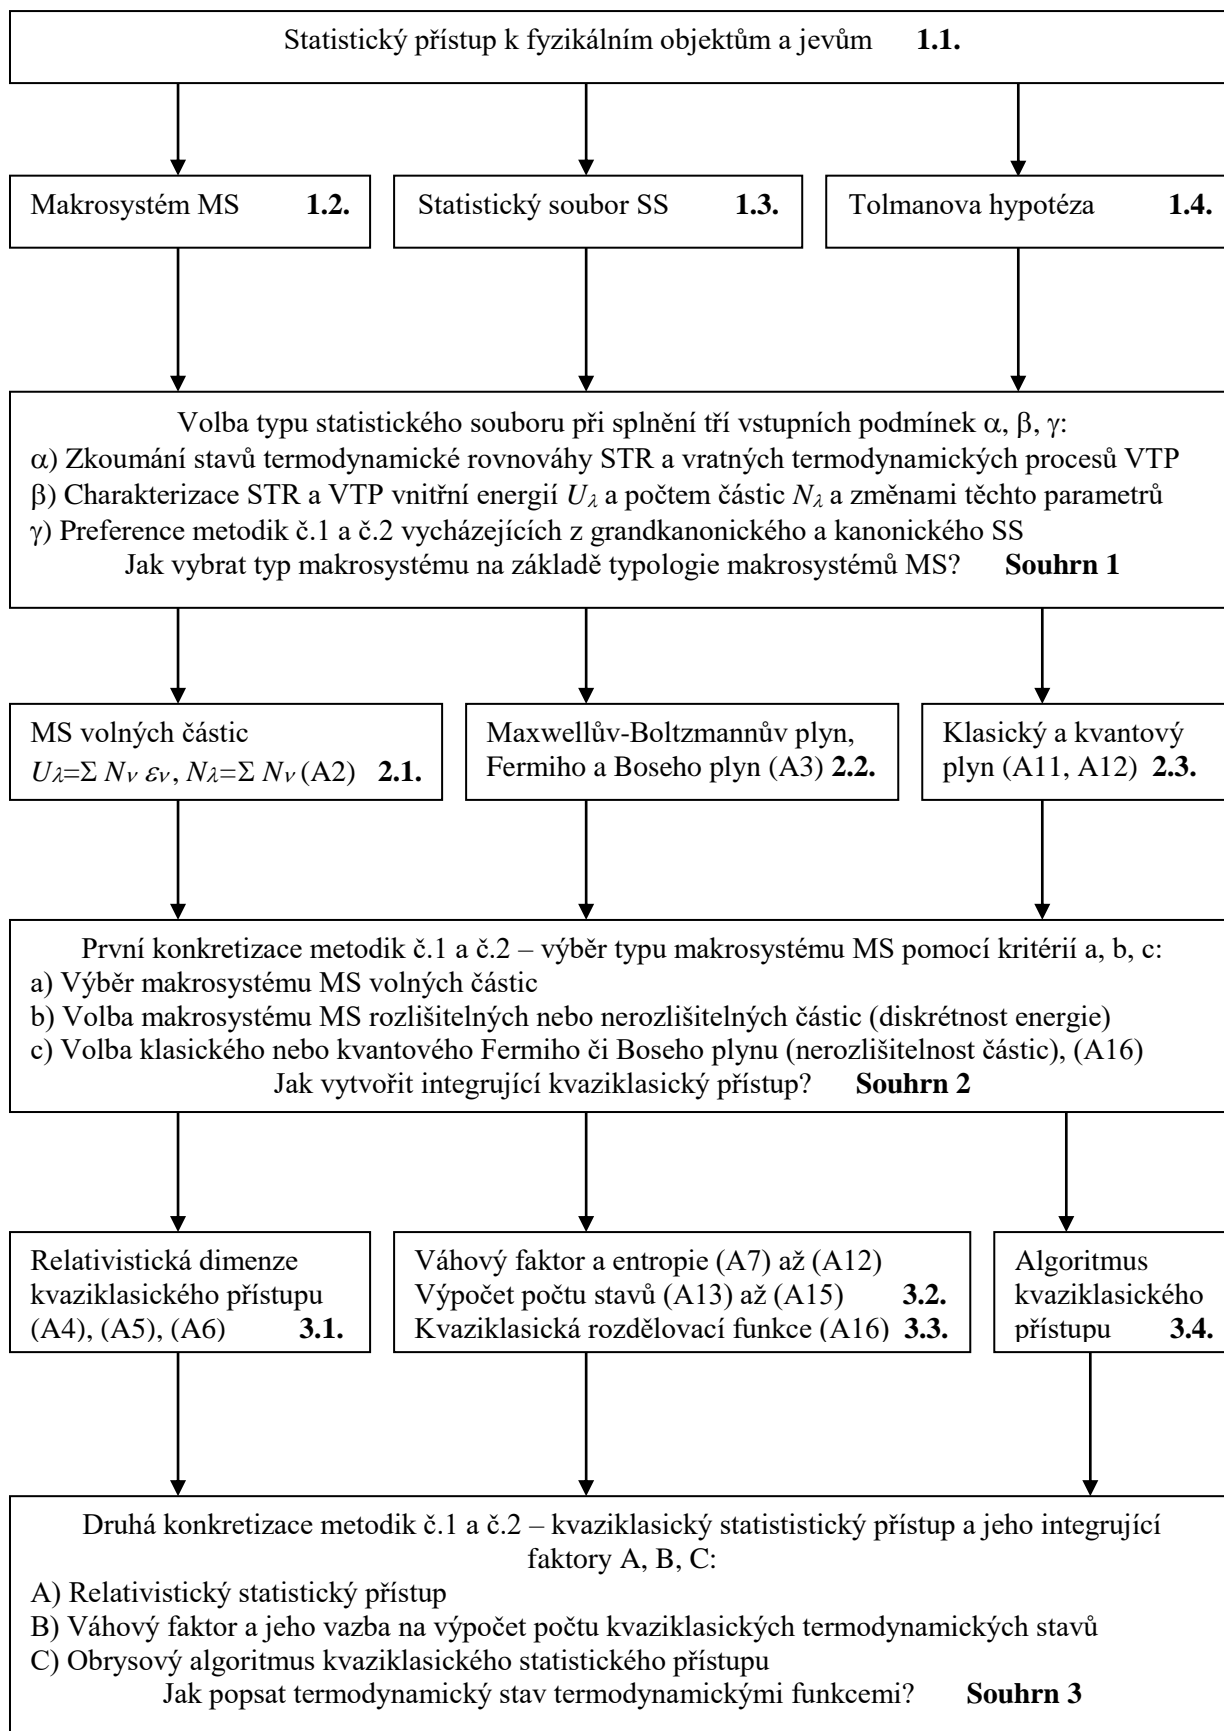 Statistický přístup k fyzikálním objektům a jevům 1.1.
Makrosystém MS 1.2.
Statistický soubor SS 1.3.
Tolmanova hypotéza 1.4.
Volba typu statistického souboru při splnění tří vstupních podmínek α, β, γ:
α) Zkoumání stavů termodynamické rovnováhy STR a vratných termodynamických procesů VTP
β) Charakterizace STR a VTP vnitřní energií Uλ a počtem částic Nλ a změnami těchto parametrů
γ) Preference metodik č.1 a č.2 vycházejících z grandkanonického a kanonického SS
Jak vybrat typ makrosystému na základě typologie makrosystémů MS? Souhrn 1
MS volných částic
Uλ=Σ Nν εν, Nλ=Σ Nν (A2) 2.1.
Maxwellův-Boltzmannův plyn,
Fermiho a Boseho plyn (A3) 2.2.
Klasický a kvantový
plyn (A11, A12) 2.3.
První konkretizace metodik č.1 a č.2 – výběr typu makrosystému MS pomocí kritérií a, b, c:
a) Výběr makrosystému MS volných částic
b) Volba makrosystému MS rozlišitelných nebo nerozlišitelných částic (diskrétnost energie)
c) Volba klasického nebo kvantového Fermiho či Boseho plynu (nerozlišitelnost částic), (A16)
Jak vytvořit integrující kvaziklasický přístup? Souhrn 2
Relativistická dimenze
kvaziklasického přístupu
(A4), (A5), (A6) 3.1.
Váhový faktor a entropie (A7) až (A12)
Výpočet počtu stavů (A13) až (A15) 3.2.
Kvaziklasická rozdělovací funkce (A16) 3.3.
Algoritmus
kvaziklasického
přístupu 3.4.
Druhá konkretizace metodik č.1 a č.2 – kvaziklasický statististický přístup a jeho integrující
faktory A, B, C:
A) Relativistický statistický přístup
B) Váhový faktor a jeho vazba na výpočet počtu kvaziklasických termodynamických stavů
C) Obrysový algoritmus kvaziklasického statistického přístupu
Jak popsat termodynamický stav termodynamickými funkcemi? Souhrn 3